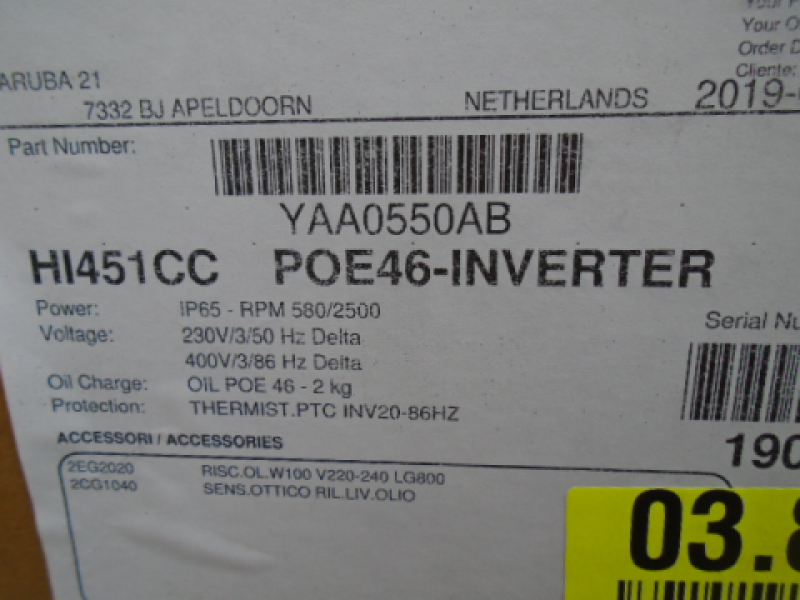 Your O
Order D
Cliente:
ARUBA 21
7332 BJ APELDOORN NETHERLANDS 2019-
Part Number:
YAA0550AB
HI451CC POE46-INVERTER
Power: IP65 - RPM 580/2500
Voltage: 230V/3/50 Hz Delta
400V/3/86 Hz Delta
Serial Nu
Oil Charge: OIL POE 46 - 2 kg
Protection: THERMIST.PTC INV20-86HZ
190
ACCESSORI / ACCESSORIES
2EG2020 RISC.OL.W100 V220-240 LG800
2CG1040 SENS.OTTICO RIL.LIV.OLIO
03.8